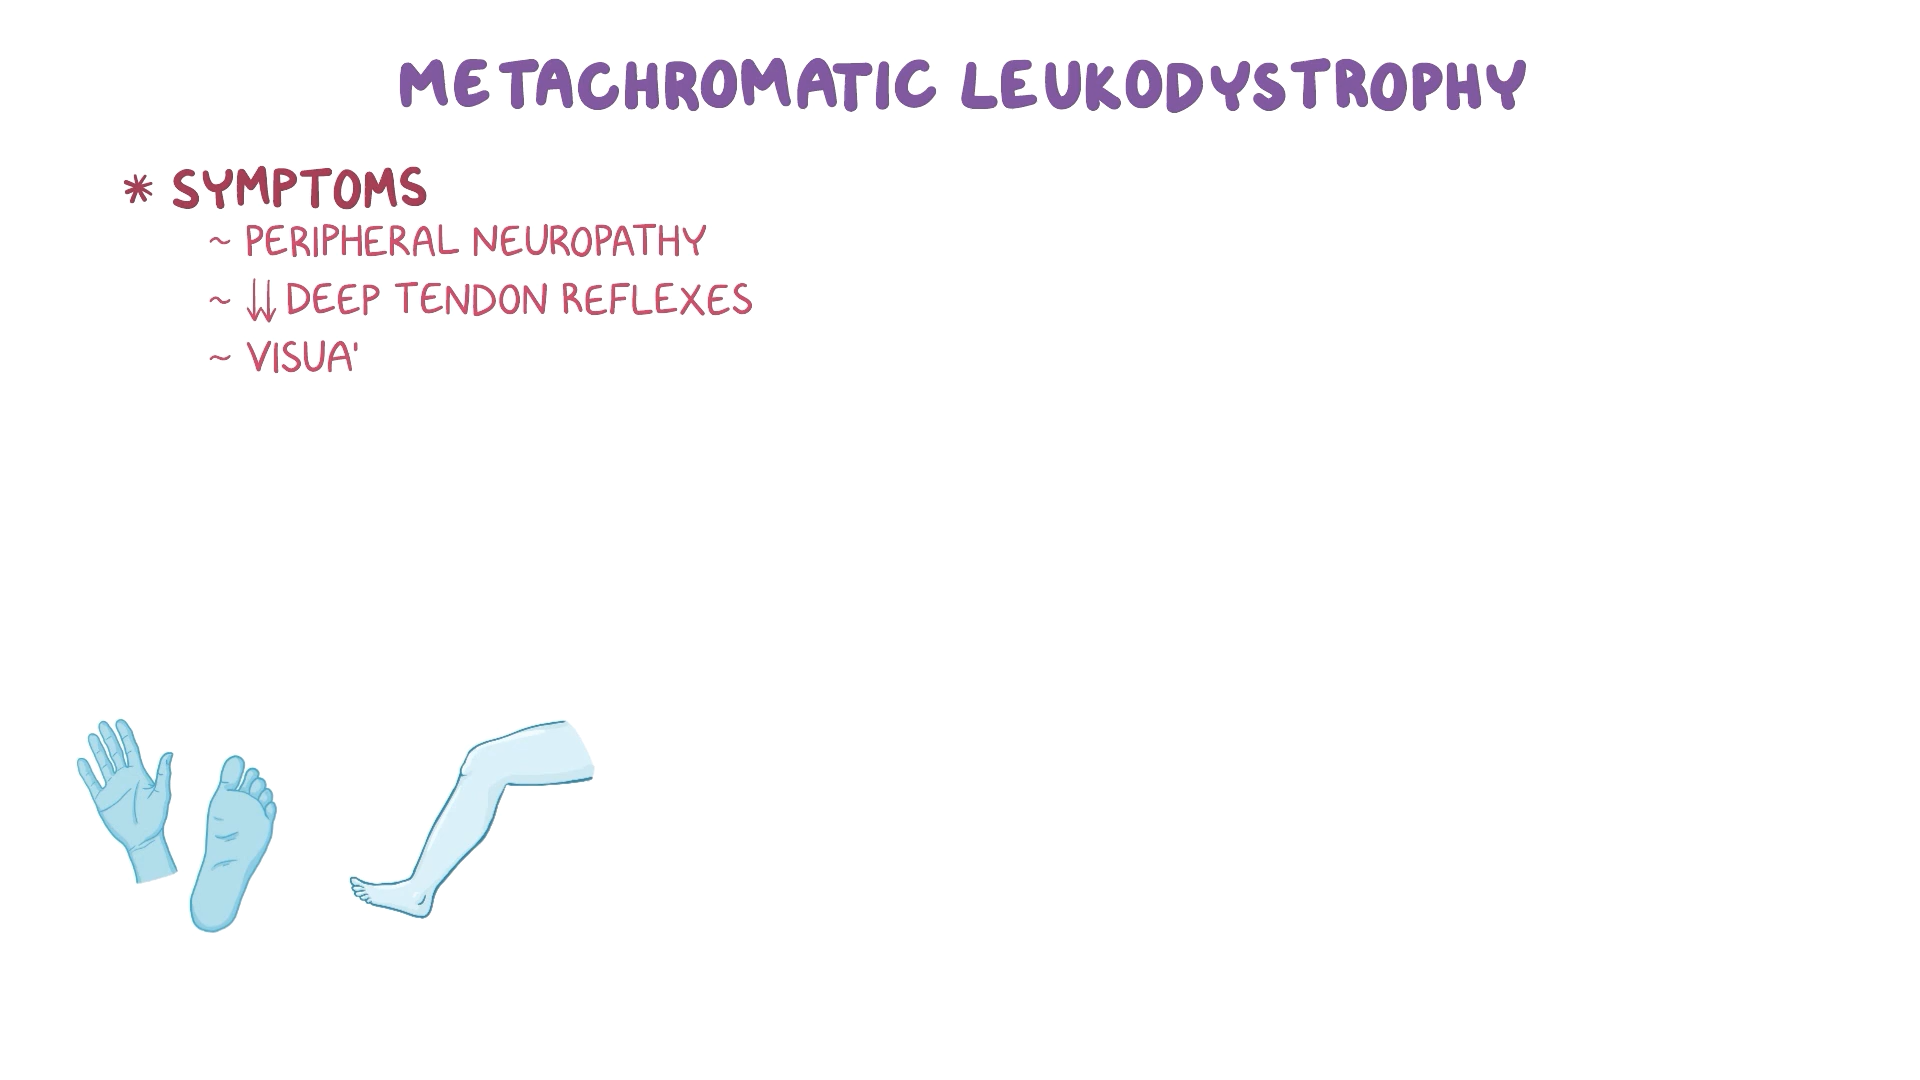 METACHROMATIC LEUKODYSTROPHY
* SYMPTOMS
~ PERIPHERAL NEUROPATHY
~ ↓↓ DEEP TENDON REFLEXES
~ VISUA'